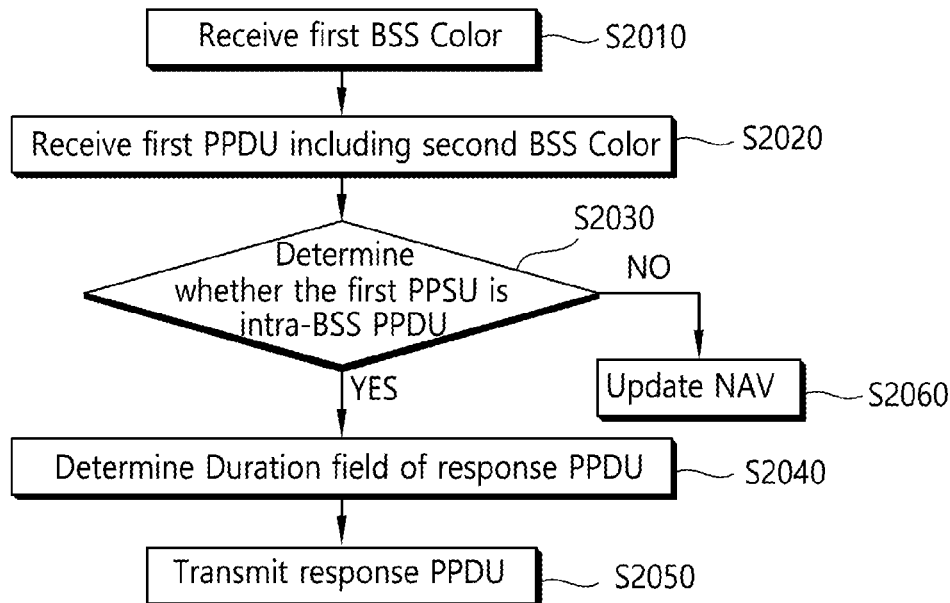 Receive first BSS Color
S2010
Receive first PPDU including second BSS Color
S2020
S2030
Determine
whether the first PPSU is
intra-BSS PPDU
NO
YES
Update NAV
S2060
Determine Duration field of response PPDU
S2040
Transmit response PPDU
S2050